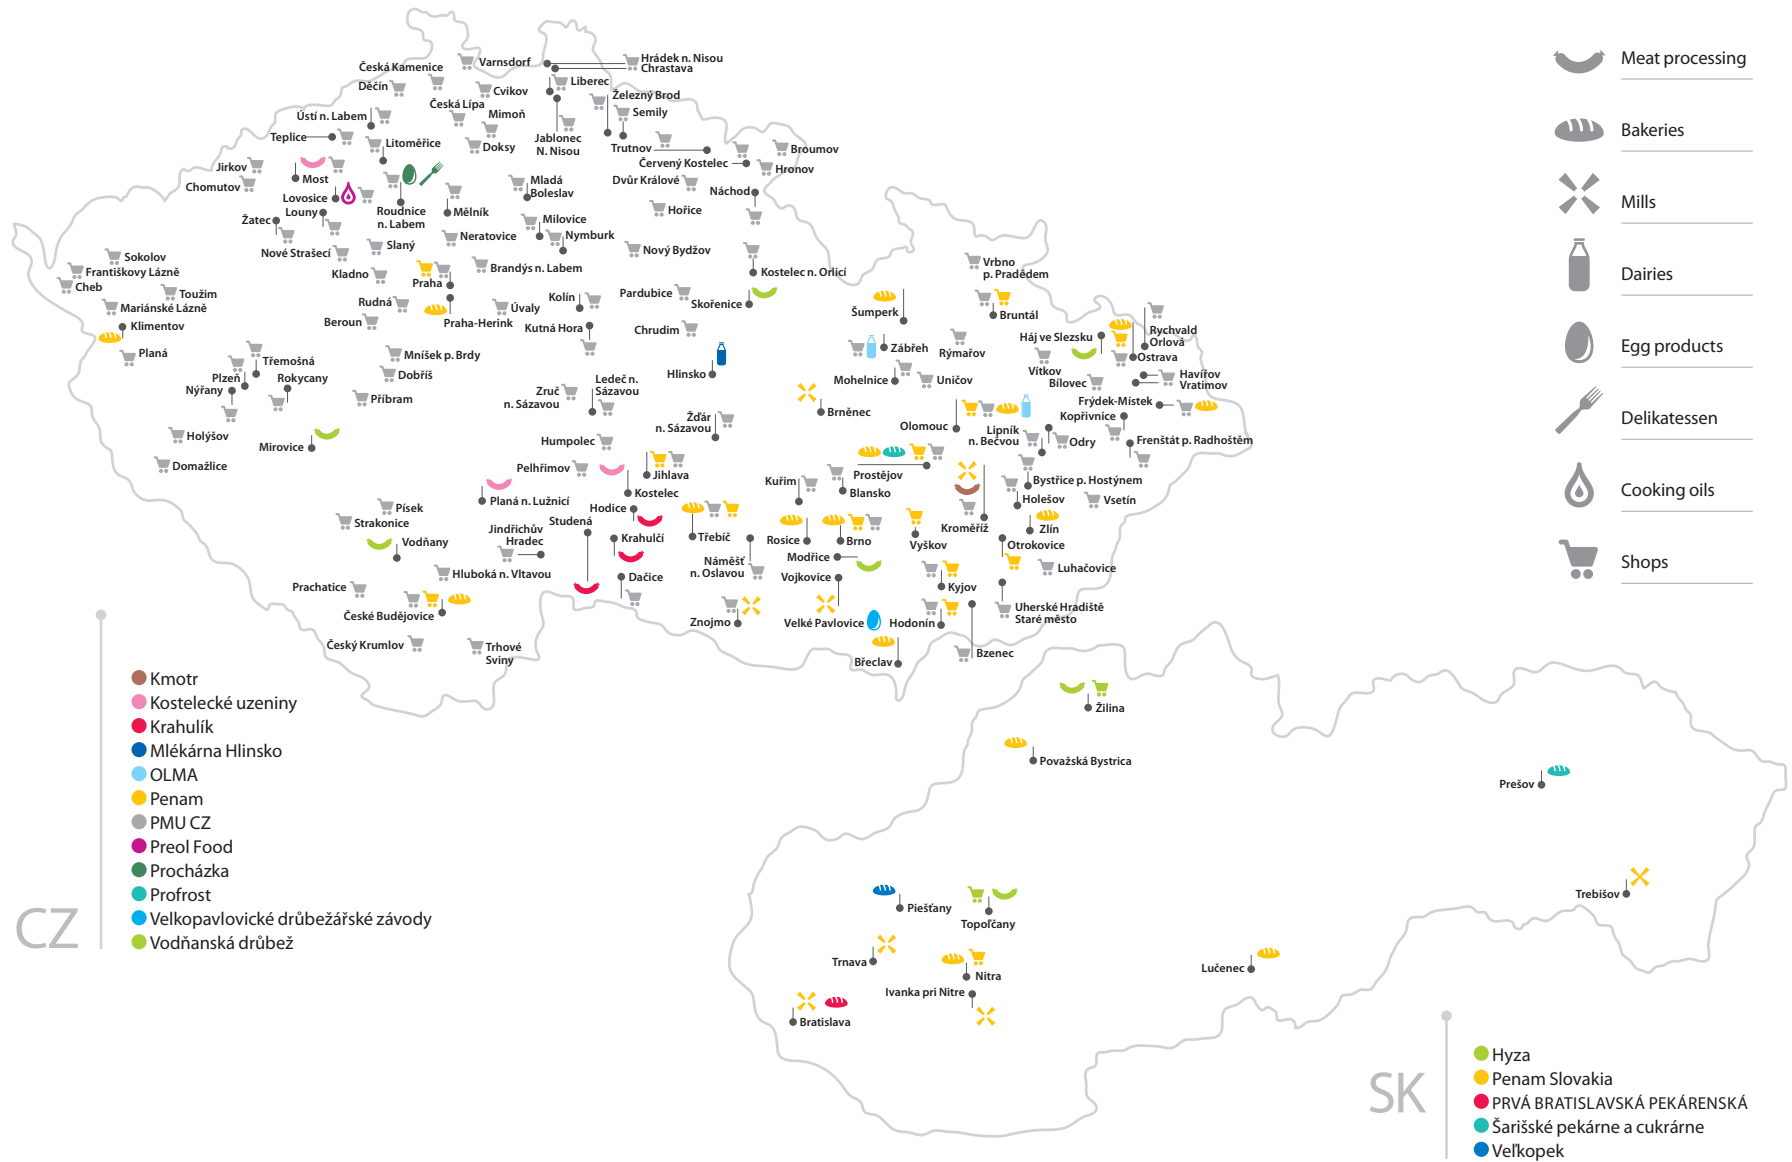 Hrádek n. Nisou
Chrastava
Varnsdorf
Česká Kamenice
Děčín
Cvikov
Liberec
Železný Brod
Česká Lípa
Mimoň
Semily
Ústí n. Labem
Teplice
Litoměřice
Doksy
Jablonec
N. Nisou
Trutnov
Broumov
Červený Kostelec
Hronov
Jirkov
Chomutov
Most
Mladá
Boleslav
Dvůr Králové
Náchod
Lovosice
Louny
Žatec
Roudnice
n. Labem
Mělník
Milovice
Hořice
Nymburk
Neratovice
Slaný
Nové Strašecí
Nový Bydžov
Sokolov
Františkovy Lázně
Cheb
Toužim
Mariánské Lázně
Klimentov
Planá
Kladno
Praha
Brandýs n. Labem
Kostelec n. Orlicí
Rudná
Beroun
Praha-Herink
Úvaly
Kolín
Kutná Hora
Pardubice
Skořenice
Chrudim
Vrbno
p. Pradědem
Šumperk
Bruntál
Háj ve Slezsku
Rychvald
Orlová
Ostrava
Zábřeh
Rýmařov
Vítkov
Bílovec
Havířov
Vratimov
Mohelnice
Uničov
Frýdek-Místek
Kopřivnice
Třemošná
Plzeň
Rokycany
Nýřany
Mníšek p. Brdy
Dobříš
Příbram
Zruč
n. Sázavou
Ledeč n.
Sázavou
Hlinsko
Brněnec
Olomouc
Lipník
n. Bečvou
Odry
Frenštát p. Radhoštěm
Holýšov
Mirovice
Domažlice
Žďár
n. Sázavou
Humpolec
Pelhřimov
Jihlava
Kostelec
Planá n. Lužnicí
Hodice
Prostějov
Kuřim
Blansko
Bystřice p. Hostýnem
Holešov
Vsetín
Písek
Strakonice
Vodňany
Jindřichův
Hradec
Studená
Krahulčí
Třebíč
Náměšť
n. Oslavou
Rosice
Brno
Modřice
Vyškov
Kroměříž
Zlín
Otrokovice
Luhačovice
Hluboká n. Vltavou
Prachatice
České Budějovice
Dačice
Vojkovice
Kyjov
Uherské Hradiště
Staré město
Znojmo
Velké Pavlovice
Hodonín
Český Krumlov
Trhové
Sviny
Břeclav
Bzenec
Meat processing
Bakeries
Mills
Dairies
Egg products
Delikatessen
Cooking oils
Shops
CZ
Kmotr
Kostelecké uzeniny
Krahulík
Mlékárna Hlinsko
OLMA
Penam
PMU CZ
Preol Food
Procházka
Profrost
Velkopavlovické drůbežářské závody
Vodňanská drůbež
Žilina
Považská Bystrica
Prešov
Trebišov
Piešťany
Topoľčany
Trnava
Nitra
Ivanka pri Nitre
Lučenec
Bratislava
SK
Hyza
Penam Slovakia
PRVÁ BRATISLAVSKÁ PEKÁRENSKÁ
Šarišské pekárne a cukrárne
Veľkopek